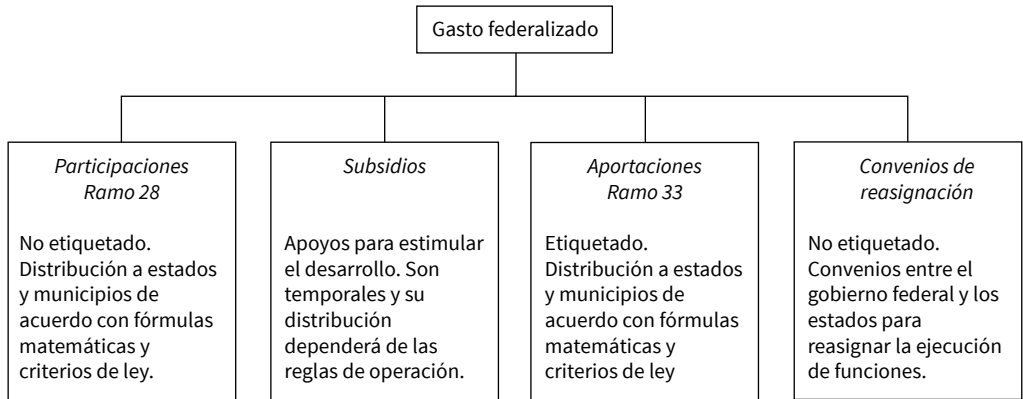 Gasto federalizado
Participaciones
Ramo 28
No etiquetado.
Distribución a estados
y municipios de
acuerdo con fórmulas
matemáticas y
criterios de ley.
Subsidios
Apoyos para estimular
el desarrollo. Son
temporales y su
distribución
dependerá de las
reglas de operación.
Aportaciones
Ramo 33
Etiquetado.
Distribución a estados
y municipios de
acuerdo con fórmulas
matemáticas y
criterios de ley
Convenios de
reasignación
No etiquetado.
Convenios entre el
gobierno federal y los
estados para
reasignar la ejecución
de funciones.